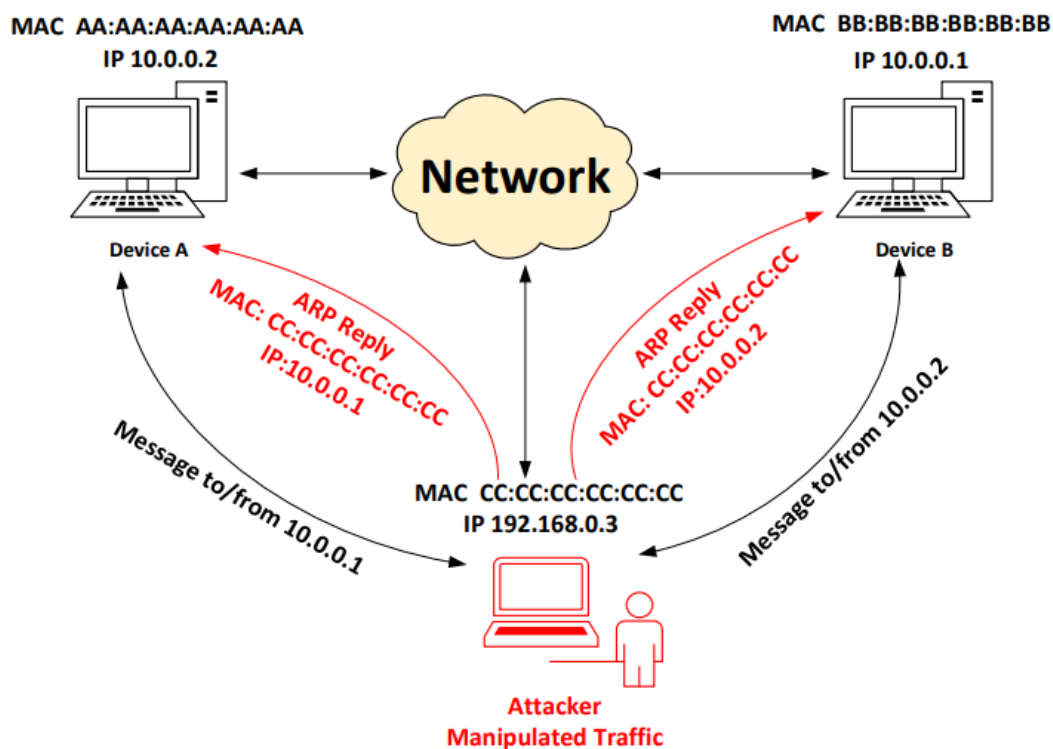 MAC AA:AA:AA:AA:AA:AA
IP 10.0.0.2
MAC BB:BB:BB:BB:BB:BB
IP 10.0.0.1
Network
Device A
Device B
ARP Reply
MAC: CC:CC:CC:CC:CC:CC
IP:10.0.0.1
ARP Reply
MAC: CC:CC:CC:CC:CC:CC
IP:10.0.0.2
Message to/from 10.0.0.1
Message to/from 10.0.0.2
MAC CC:CC:CC:CC:CC:CC
IP 192.168.0.3
Attacker
Manipulated Traffic